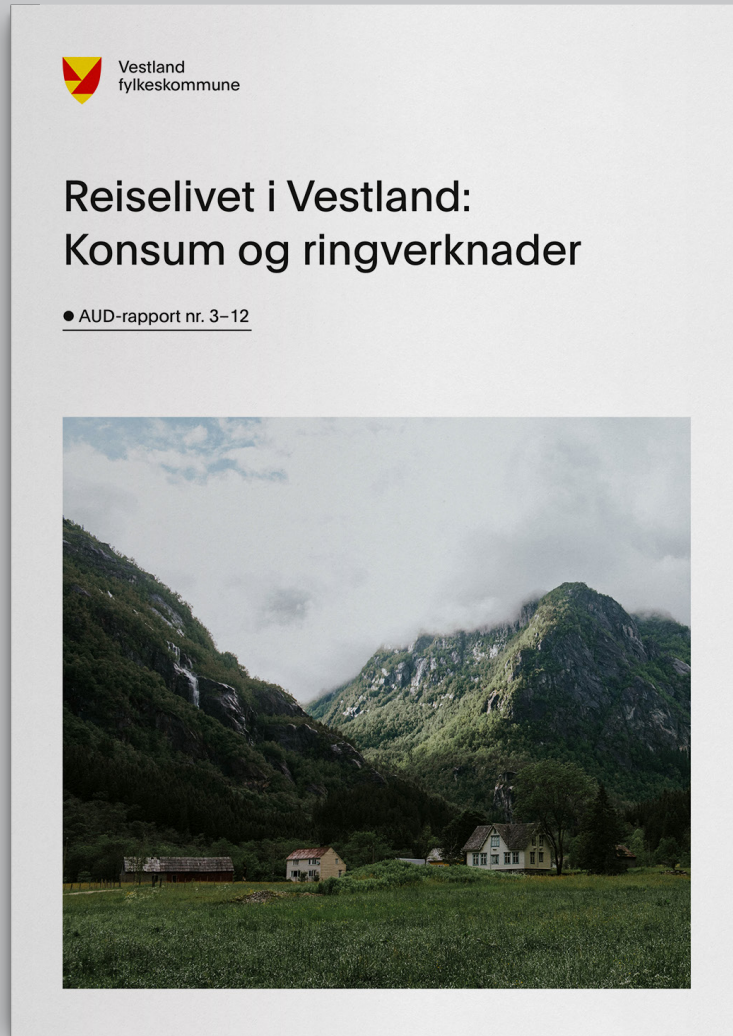 Vestland
fylkeskommune
Reiselivet i Vestland:
Konsum og ringverknader
● AUD-rapport nr. 3–12